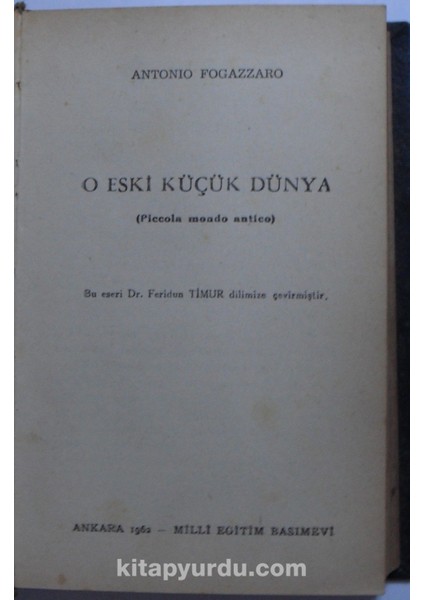 ANTONIO FOGAZZARO
O ESKİ KÜÇÜK DÜNYA
(Piccola mondo antico)
Bu eseri Dr. Feridun TİMUR dilimize çevirmiştir.
ANKARA 1962 — MİLLİ EĞİTİM BASIMEVİ
kitapyurdu.com